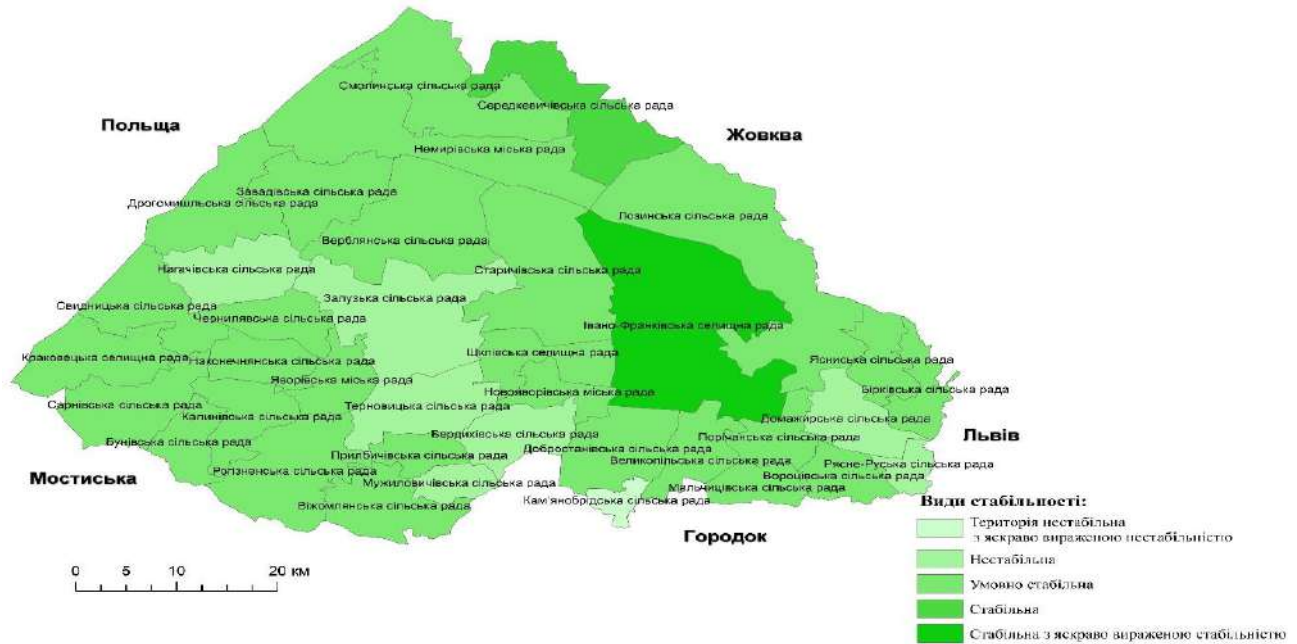 Смолинська сільська рада
Середкевичівська сільська рада
Польща
Жовква
Немирівська міська рада
Завадівська сільська рада
Дрогомишльська сільська рада
Лозинська сільська рада
Верблянська сільська рада
Нагачівська сільська рада
Старичівська сільська рада
Залузька сільська рада
Свидницька сільська рада
Чернилявська сільська рада
Івано-Франківська селищна рада
Краковецька селищна рада
Наконечнянська сільська рада
Шклівська селищна рада
Ясниська сільська рада
Яворівська міська рада
Новояворівська міська рада
Бірківська сільська рада
Сарнівська сільська рада
Калинівська сільська рада
Терновицька сільська рада
Домажирська сільська рада
Бунівська сільська рада
Бердихівська сільська рада
Порічанська сільська рада
Львів
Прилбичівська сільська рада
Добростанівська сільська рада
Великопільська сільська рада
Рясне-Руська сільська рада
Мостиська
Рогізненська сільська рада
Мужиловичівська сільська рада
Вороцівська сільська рада
Мальчицівська сільська рада
Віжомлянська сільська рада
Кам'янобрідська сільська рада
Городок
0 5 10 20 км
Види стабільності:
Територія нестабільна
з яскраво вираженою нестабільністю
Нестабільна
Умовно стабільна
Стабільна
Стабільна з яскраво вираженою стабільністю